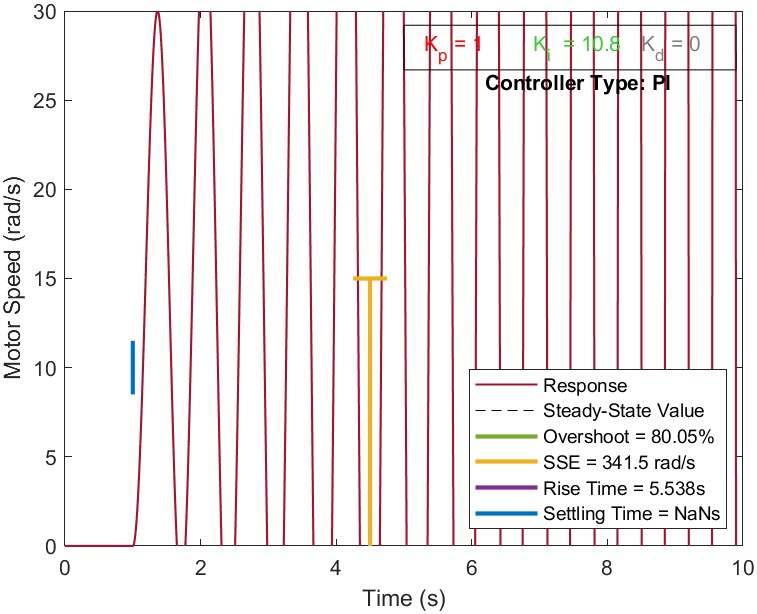 30
25
20
15
10
5
0
Motor Speed (rad/s)
Kp = 1 Ki = 10.8 Kd = 0
Controller Type: PI
Response
Steady-State Value
Overshoot = 80.05%
SSE = 341.5 rad/s
Rise Time = 5.538s
Settling Time = NaNs
0 2 4 6 8 10
Time (s)